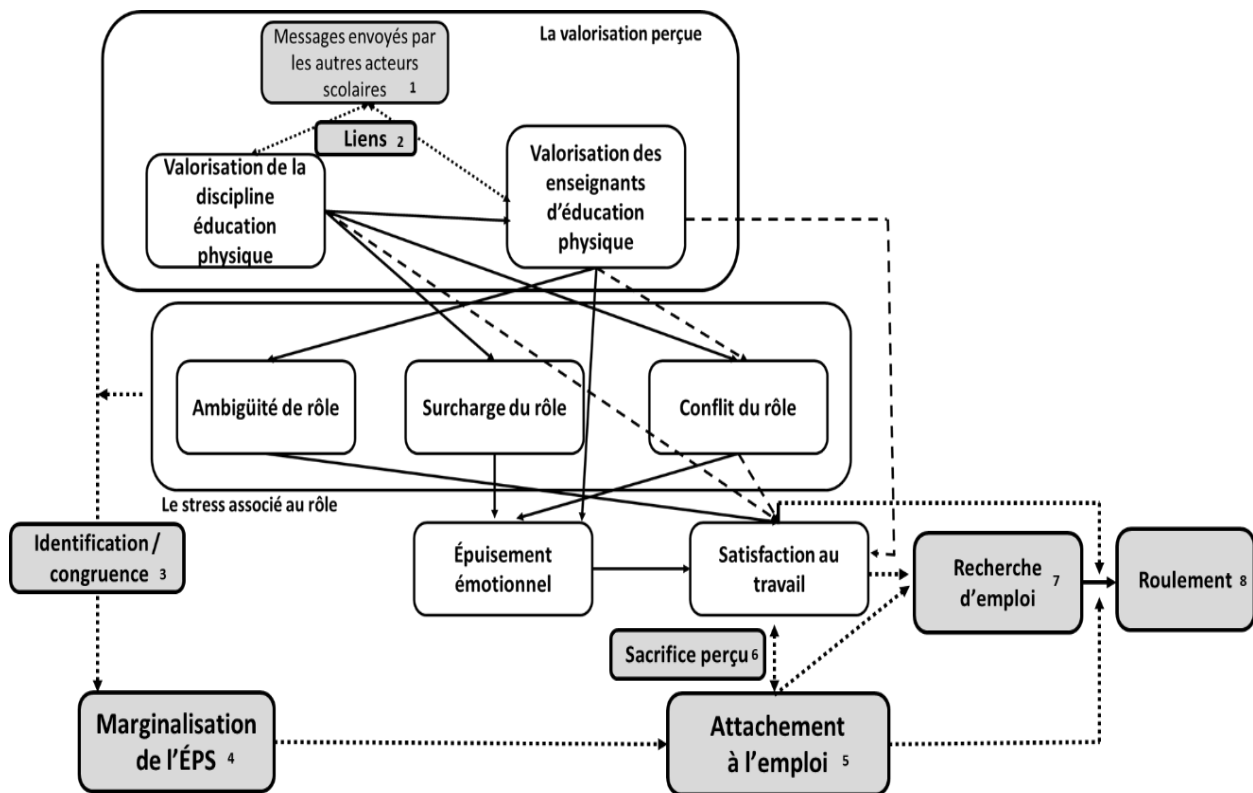 La valorisation perçue
Messages envoyés par
les autres acteurs
scolaires 1
Liens 2
Valorisation de la
discipline
éducation
physique
Valorisation des
enseignants
d’éducation
physique
Ambigüité de rôle
Surcharge du rôle
Conflit du rôle
Le stress associé au rôle
Identification /
congruence 3
Épuisement
émotionnel
Satisfaction au
travail
Recherche
d’emploi 7
Roulement 8
Sacrifice perçu 6
Marginalisation
de l’ÉPS 4
Attachement
à l’emploi 5